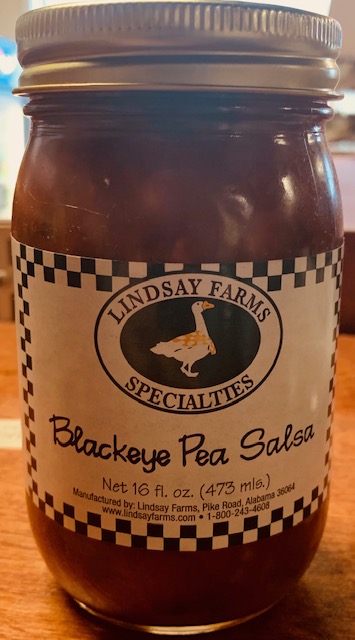 LINDSAY FARMS
SPECIALTIES
Blackeye Pea Salsa
Net 16 fl. oz. (473 mls.)
Manufactured by: Lindsay Farms, Pike Road, Alabama 36064
www.lindsayfarms.com • 1-800-243-4608